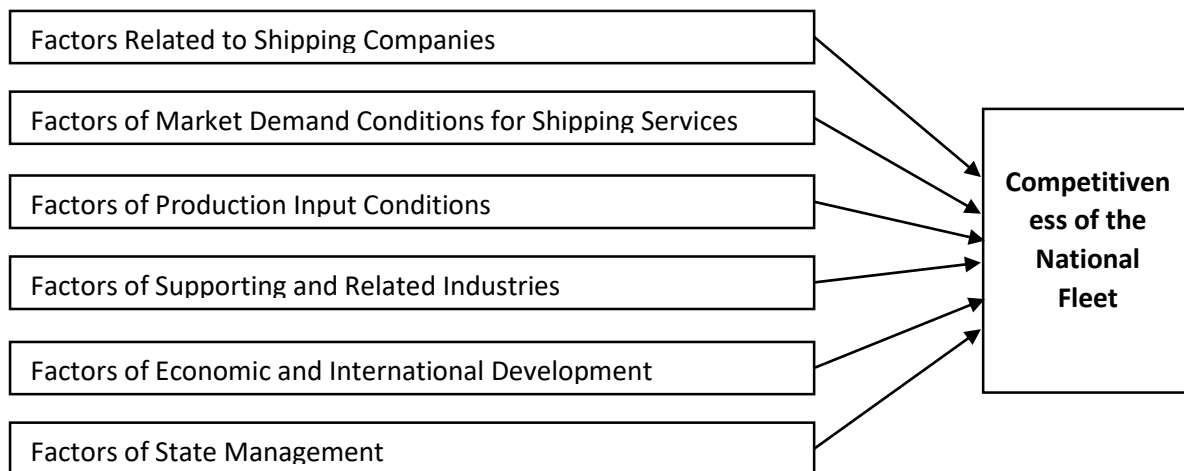 Factors Related to Shipping Companies
Factors of Market Demand Conditions for Shipping Services
Factors of Production Input Conditions
Factors of Supporting and Related Industries
Factors of Economic and International Development
Factors of State Management
Competitiven
ess of the
National
Fleet